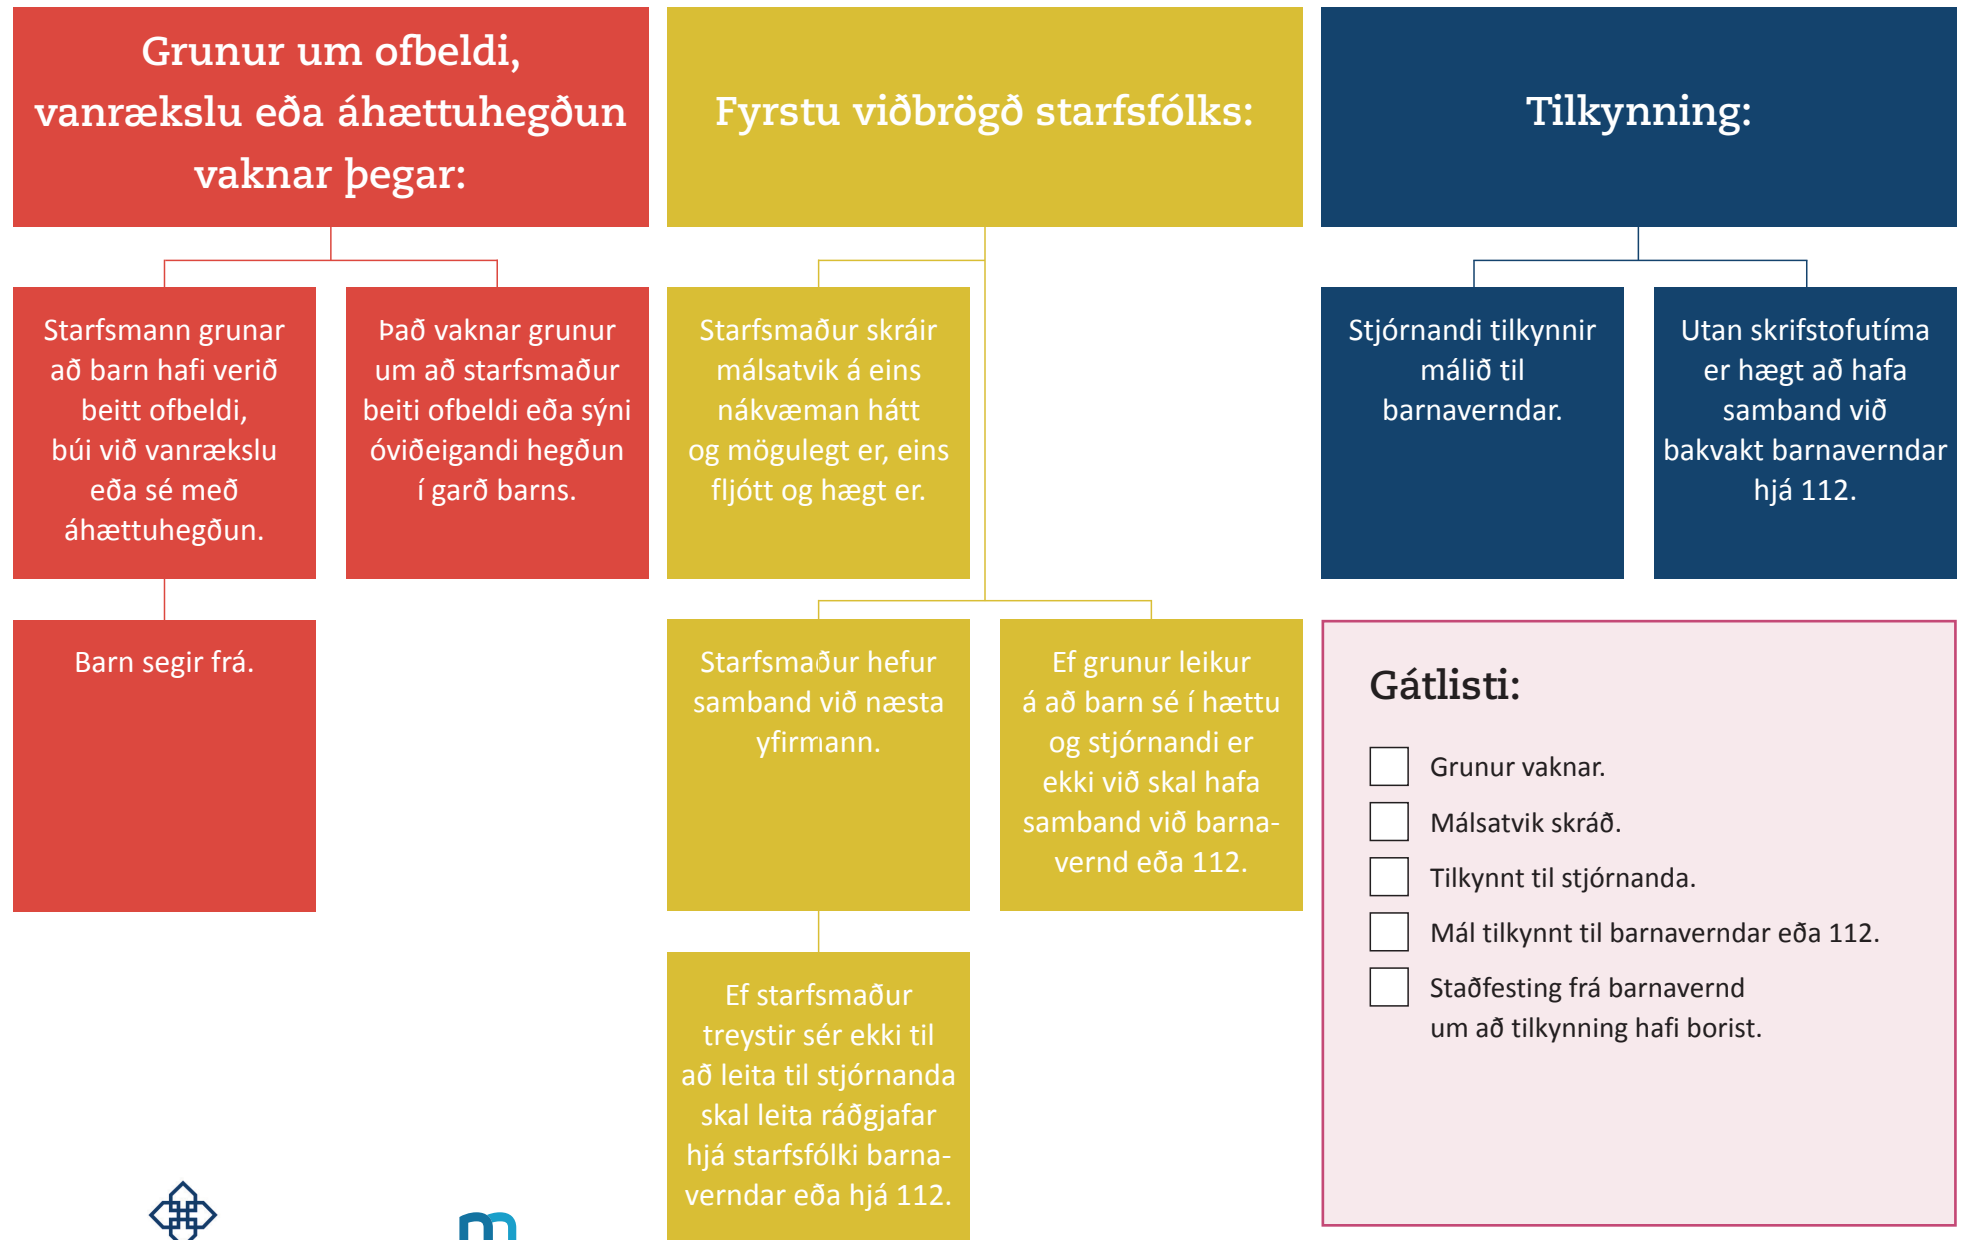 Grunur um ofbeldi,
vanrækslu eða áhættuhegðun
vaknar þegar:
Starfsmann grunar
að barn hafi verið
beitt ofbeldi,
búi við vanrækslu
eða sé með
áhættuhegðun.
Það vaknar grunur
um að starfsmaður
beiti ofbeldi eða sýni
óviðeigandi hegðun
í garð barns.
Barn segir frá.
Fyrstu viðbrögð starfsfólks:
Starfsmaður skráir
málsatvik á eins
nákvæman hátt
og mögulegt er, eins
fljótt og hægt er.
Starfsmaður hefur
samband við næsta
yfirmann.
Ef grunur leikur
á að barn sé í hættu
og stjórnandi er
ekki við skal hafa
samband við barna-
vernd eða 112.
Ef starfsmaður
treystir sér ekki til
að leita til stjórnanda
skal leita ráðgjafar
hjá starfsfólki barna-
verndar eða hjá 112.
Tilkynning:
Stjórnandi tilkynnir
málið til
barnaverndar.
Utan skrifstofutíma
er hægt að hafa
samband við
bakvakt barnaverndar
hjá 112.
Gátlisti:
Grunur vaknar.
Málsatvik skráð.
Tilkynnt til stjórnanda.
Mál tilkynnt til barnaverndar eða 112.
Staðfesting frá barnavernd
um að tilkynning hafi borist.